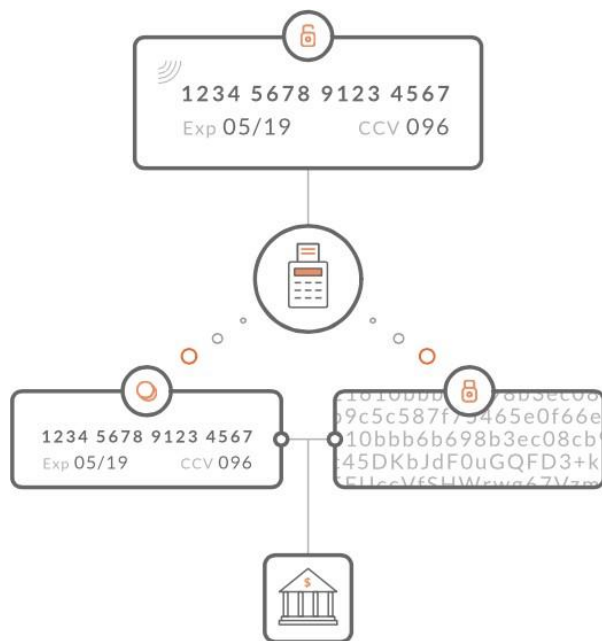 1234 5678 9123 4567
Exp 05/19 CCV 096
1234 5678 9123 4567
Exp 05/19 CCV 096
9c5c587f75465e0f66e
10bbb6b698b3ec08cb
45DKbJdF0uGQFD3+k
$